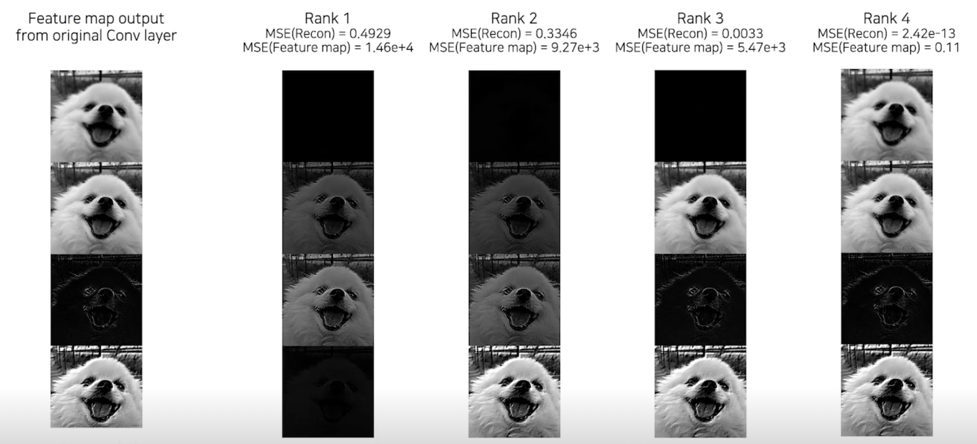 Feature map output
from original Conv layer
Rank 1
MSE(Recon) = 0.4929
MSE(Feature map) = 1.46e+4
Rank 2
MSE(Recon) = 0.3346
MSE(Feature map) = 9.27e+3
Rank 3
MSE(Recon) = 0.0033
MSE(Feature map) = 5.47e+3
Rank 4
MSE(Recon) = 2.42e-13
MSE(Feature map) = 0.11